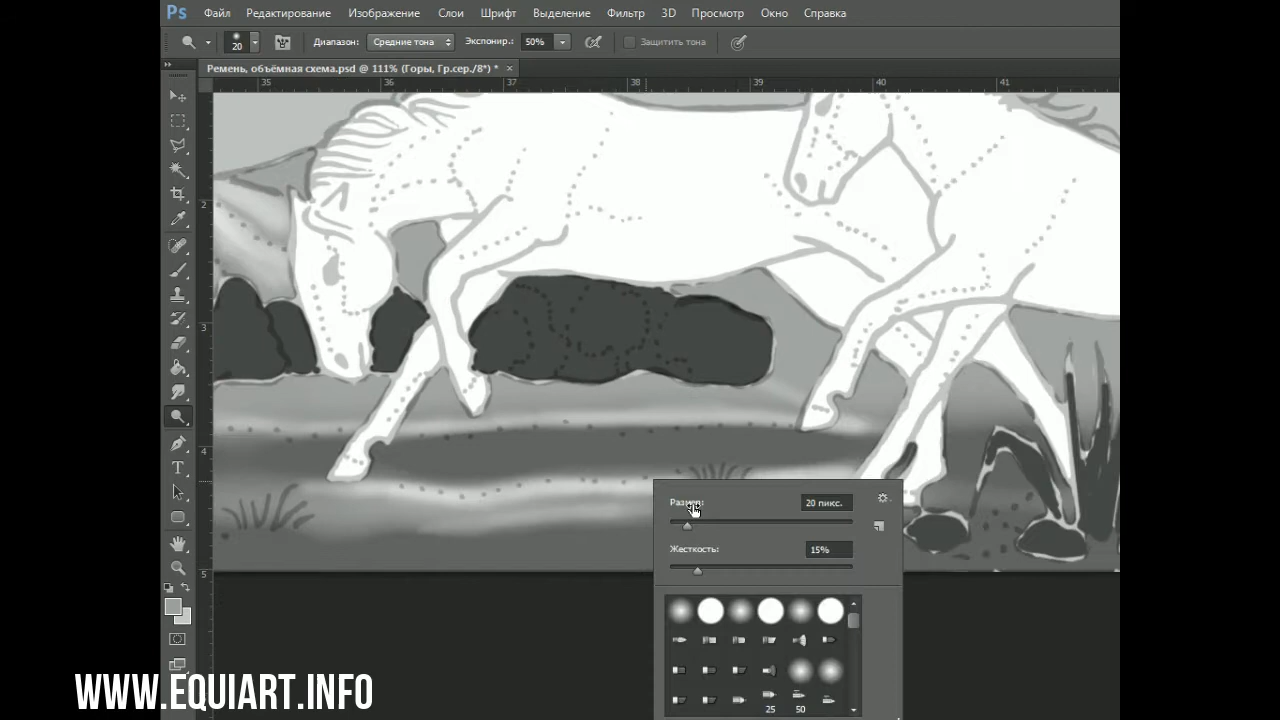 Ps Файл Редактирование Изображение Слои Шрифт Выделение Фильтр 3D Просмотр Окно Справка
20 Диапазон: Средние тона Экспонир.: 50% Защитить тона
Ремень, объёмная схема.psd @ 111% (Горы, Гр.сер./8*) * ×
35 36 37 38 39 40 41
2
3
4
5
Размер: 20 пикс.
Жесткость: 15%
25 50
WWW.EQUIART.INFO